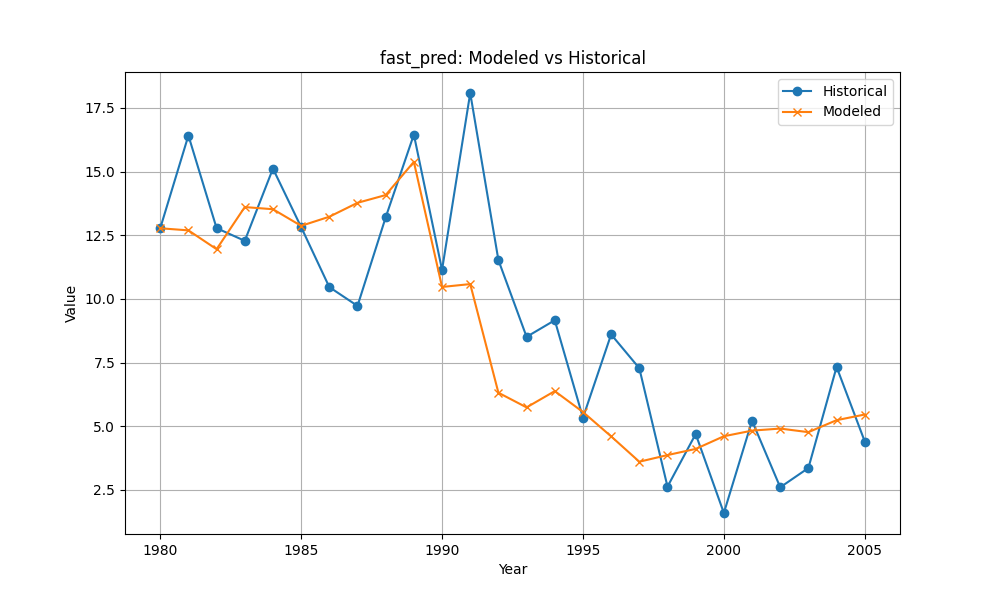 fast_pred: Modeled vs Historical
Historical
Modeled
Value
17.5
15.0
12.5
10.0
7.5
5.0
2.5
1980
1985
1990
1995
2000
2005
Year